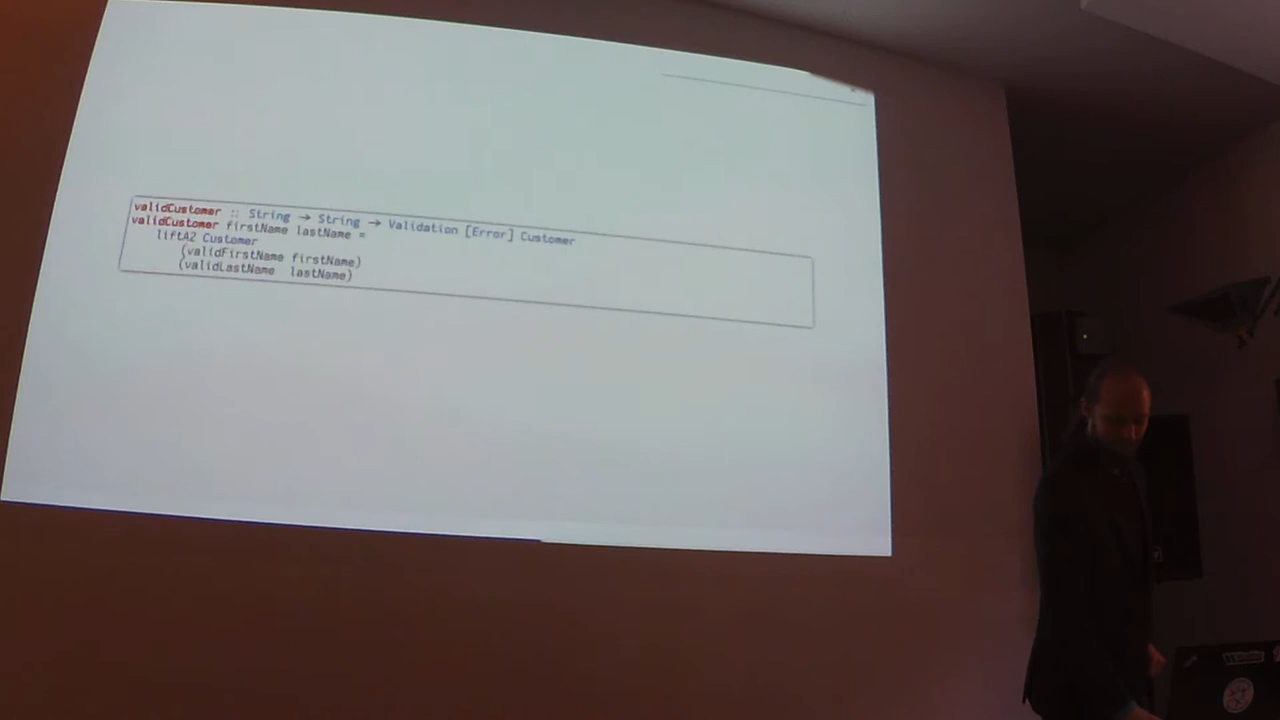 validCustomer :: String → String → Validation [Error] Customer
validCustomer firstName lastName =
liftA2 Customer
(validFirstName firstName)
(validLastName lastName)